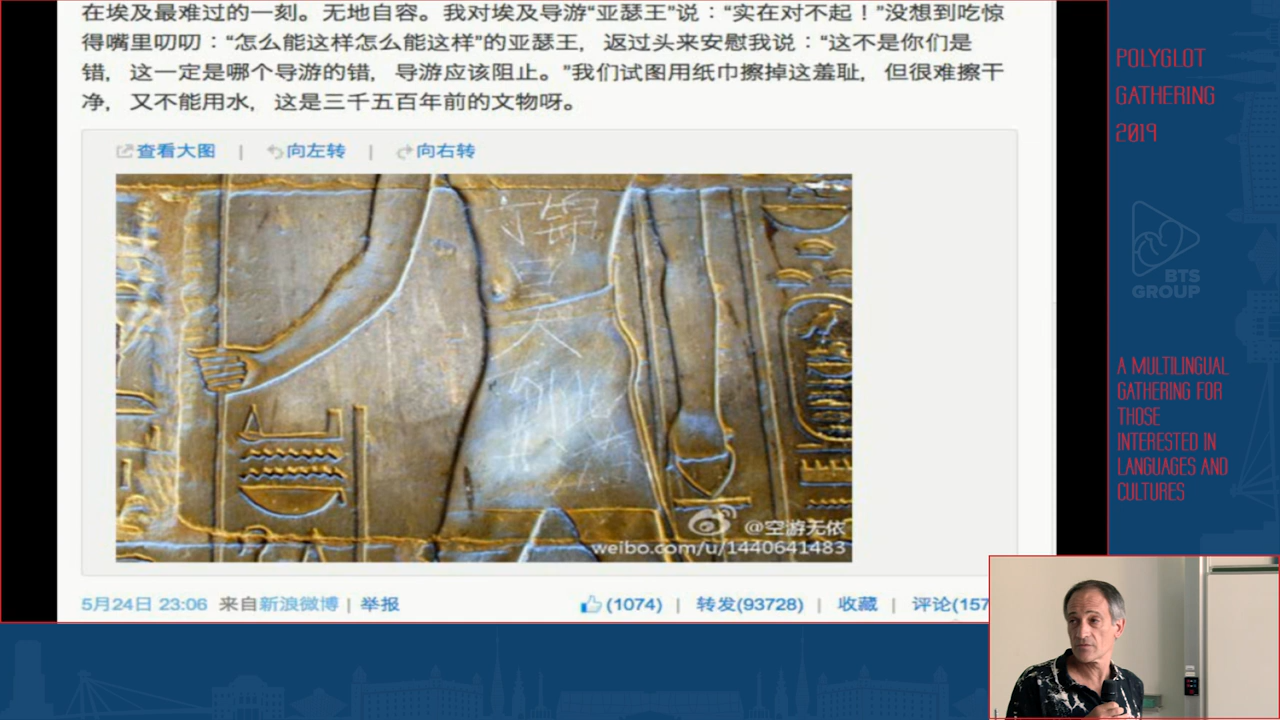 在埃及最难过的一刻。无地自容。我对埃及导游“亚瑟王”说：“实在对不起！”没想到吃惊
得嘴里叨叨：“怎么能这样怎么能这样”的亚瑟王，返过头来安慰我说：“这不是你们是
错，这一定是哪个导游的错，导游应该阻止。”我们试图用纸巾擦掉这羞耻，但很难擦干
净，又不能用水，这是三千五百年前的文物呀。
查看大图 | 向左转 | 向右转
丁锦
昊
到此
@空游无依
weibo.com/u/1440641483
5月24日 23:06 来自新浪微博 | 举报
(1074) | 转发(93728) | 收藏 | 评论(157
POLYGLOT
GATHERING
2019
BTS
GROUP
A MULTILINGUAL
GATHERING FOR
THOSE
INTERESTED IN
LANGUAGES AND
CULTURES